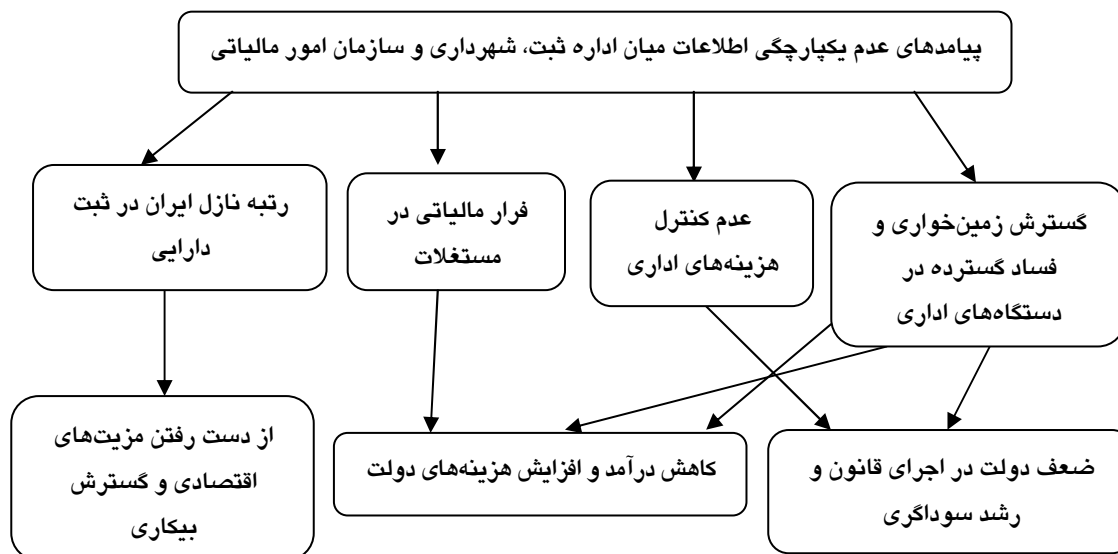 پیامدهای عدم یکپارچگی اطلاعات میان اداره ثبت، شهرداری و سازمان امور مالیاتی
گسترش زمین‌خواری و
فساد گسترده در
دستگاه‌های اداری
عدم کنترل
هزینه‌های اداری
فرار مالیاتی در
مستغلات
رتبه نازل ایران در ثبت
دارایی
ضعف دولت در اجرای قانون و
رشد سوداگری
کاهش درآمد و افزایش هزینه‌های دولت
از دست رفتن مزیت‌های
اقتصادی و گسترش
بیکاری